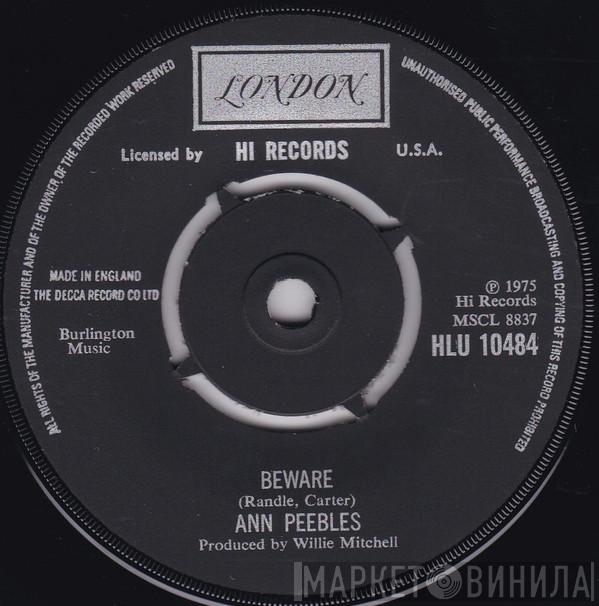 LONDON
Licensed by HI RECORDS U.S.A.
ALL RIGHTS OF THE MANUFACTURER AND OF THE OWNER OF THE RECORDED WORK RESERVED
UNAUTHORISED PUBLIC PERFORMANCE BROADCASTING AND COPYING OF THIS RECORD PROHIBITED
MADE IN ENGLAND
THE DECCA RECORD CO LTD
Burlington
Music
℗ 1975
Hi Records
MSCL 8837
HLU 10484
BEWARE
(Randle, Carter)
ANN PEEBLES
Produced by Willie Mitchell
МАРКЕТ ВИНИЛА